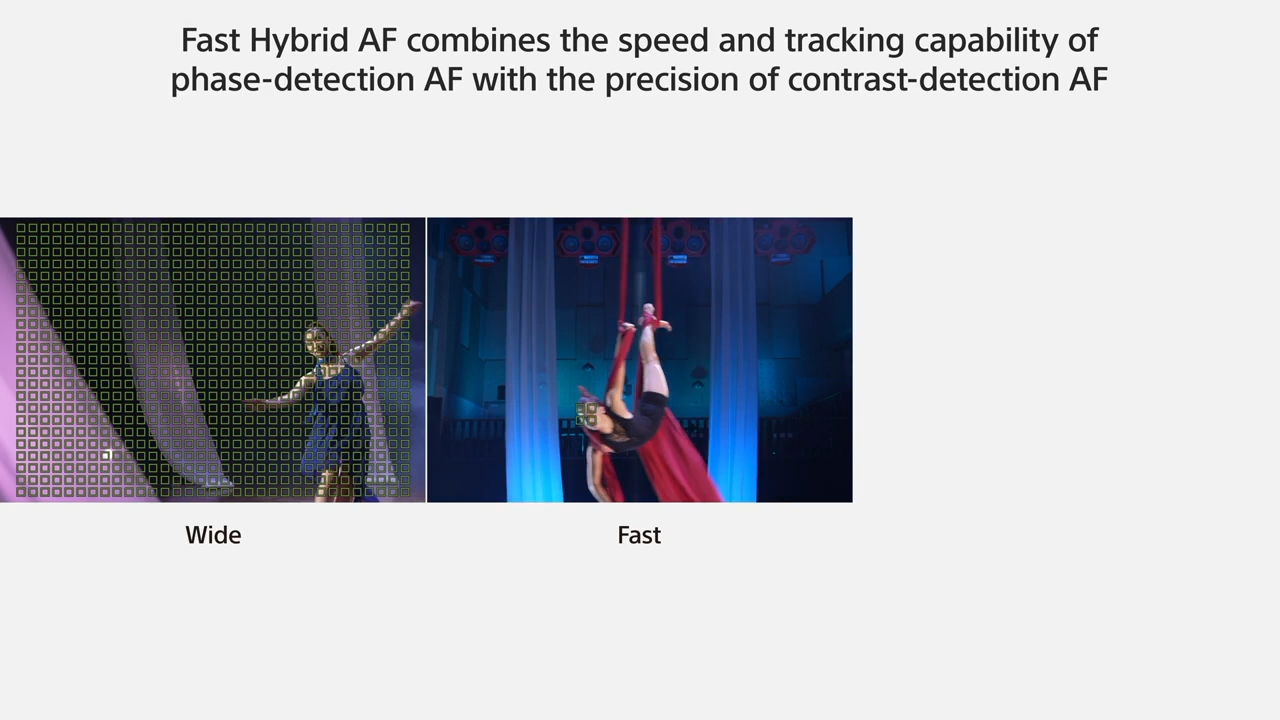 Fast Hybrid AF combines the speed and tracking capability of
phase-detection AF with the precision of contrast-detection AF
Wide
Fast